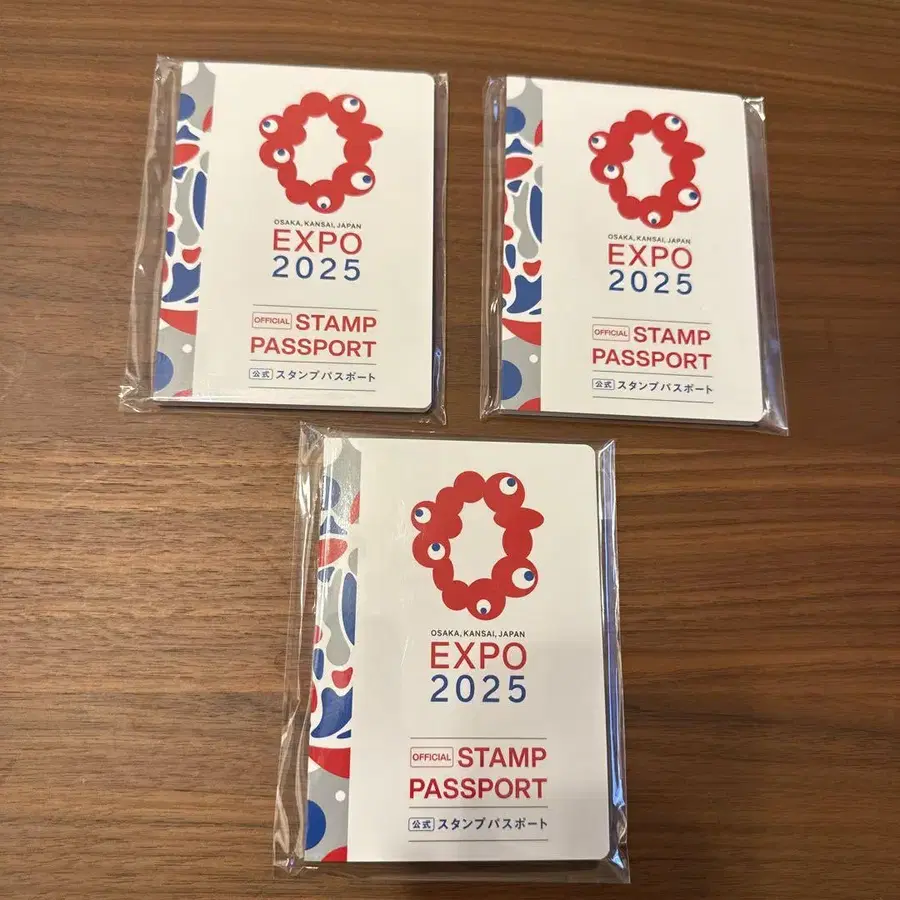 OSAKA, KANSAI, JAPAN
EXPO
2025
OFFICIAL STAMP
PASSPORT
公式 スタンプパスポート
OSAKA, KANSAI, JAPAN
EXPO
2025
OFFICIAL STAMP
PASSPORT
公式 スタンプパスポート
OSAKA, KANSAI, JAPAN
EXPO
2025
OFFICIAL STAMP
PASSPORT
公式 スタンプパスポート